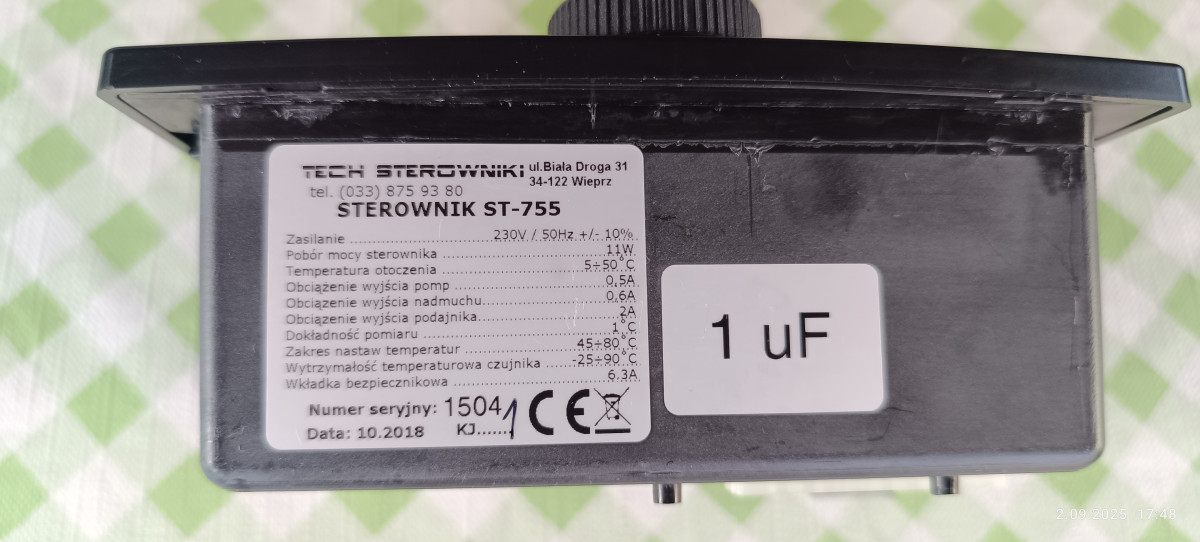 TECH STEROWNIKI ul.Biała Droga 31
34-122 Wieprz
tel. (033) 875 93 80
STEROWNIK ST-755
Zasilanie ........ 230V / 50Hz +/- 10%
Pobór mocy sterownika ........ 11W
Temperatura otoczenia ........ 5÷50°C
Obciążenie wyjścia pomp ........ 0,5A
Obciążenie wyjścia nadmuchu ........ 0,6A
Obciązenie wyjścia podajnika ........ 2A
Dokładność pomiaru ........ 1°C
Zakres nastaw temperatur ........ 45÷80°C
Wytrzymałość temperaturowa czujnika ........ -25÷90°C
Wkładka bezpiecznikowa ........ 6.3A
Numer seryjny: 1504
Data: 10.2018 KJ......1
CE
1 uF
2.09.2025 17:48